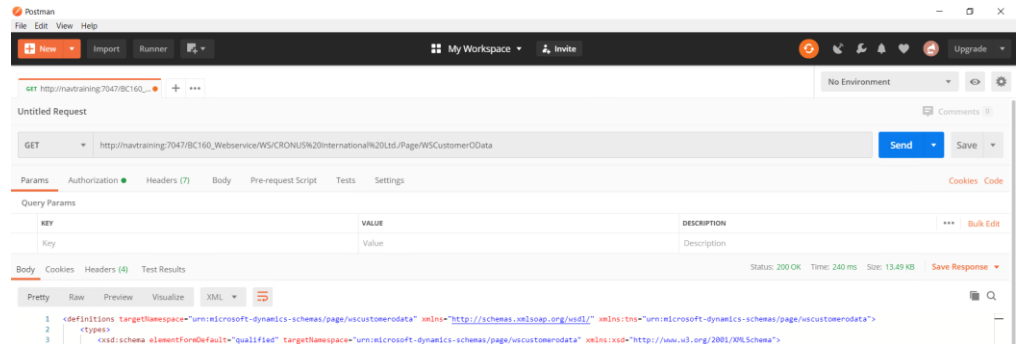 Postman
File Edit View Help
New Import Runner My Workspace Invite Upgrade
GET http://navtraining:7047/BC160_... + ••• No Environment
Untitled Request Comments 0
GET http://navtraining:7047/BC160_Webservice/WS/CRONUS%20International%20Ltd./Page/WSCustomerOData Send Save
Params Authorization Headers (7) Body Pre-request Script Tests Settings Cookies Code
Query Params
KEY VALUE DESCRIPTION ••• Bulk Edit
Key Value Description
Body Cookies Headers (4) Test Results Status: 200 OK Time: 240 ms Size: 13.49 KB Save Response
Pretty Raw Preview Visualize XML
1 <definitions targetNamespace="urn:microsoft-dynamics-schemas/page/wscustomerodata" xmlns="http://schemas.xmlsoap.org/wsdl/" xmlns:tns="urn:microsoft-dynamics-schemas/page/wscustomerodata">
2 <types>
3 <xsd:schema elementFormDefault="qualified" targetNamespace="urn:microsoft-dynamics-schemas/page/wscustomerodata" xmlns:xsd="http://www.w3.org/2001/XMLSchema">